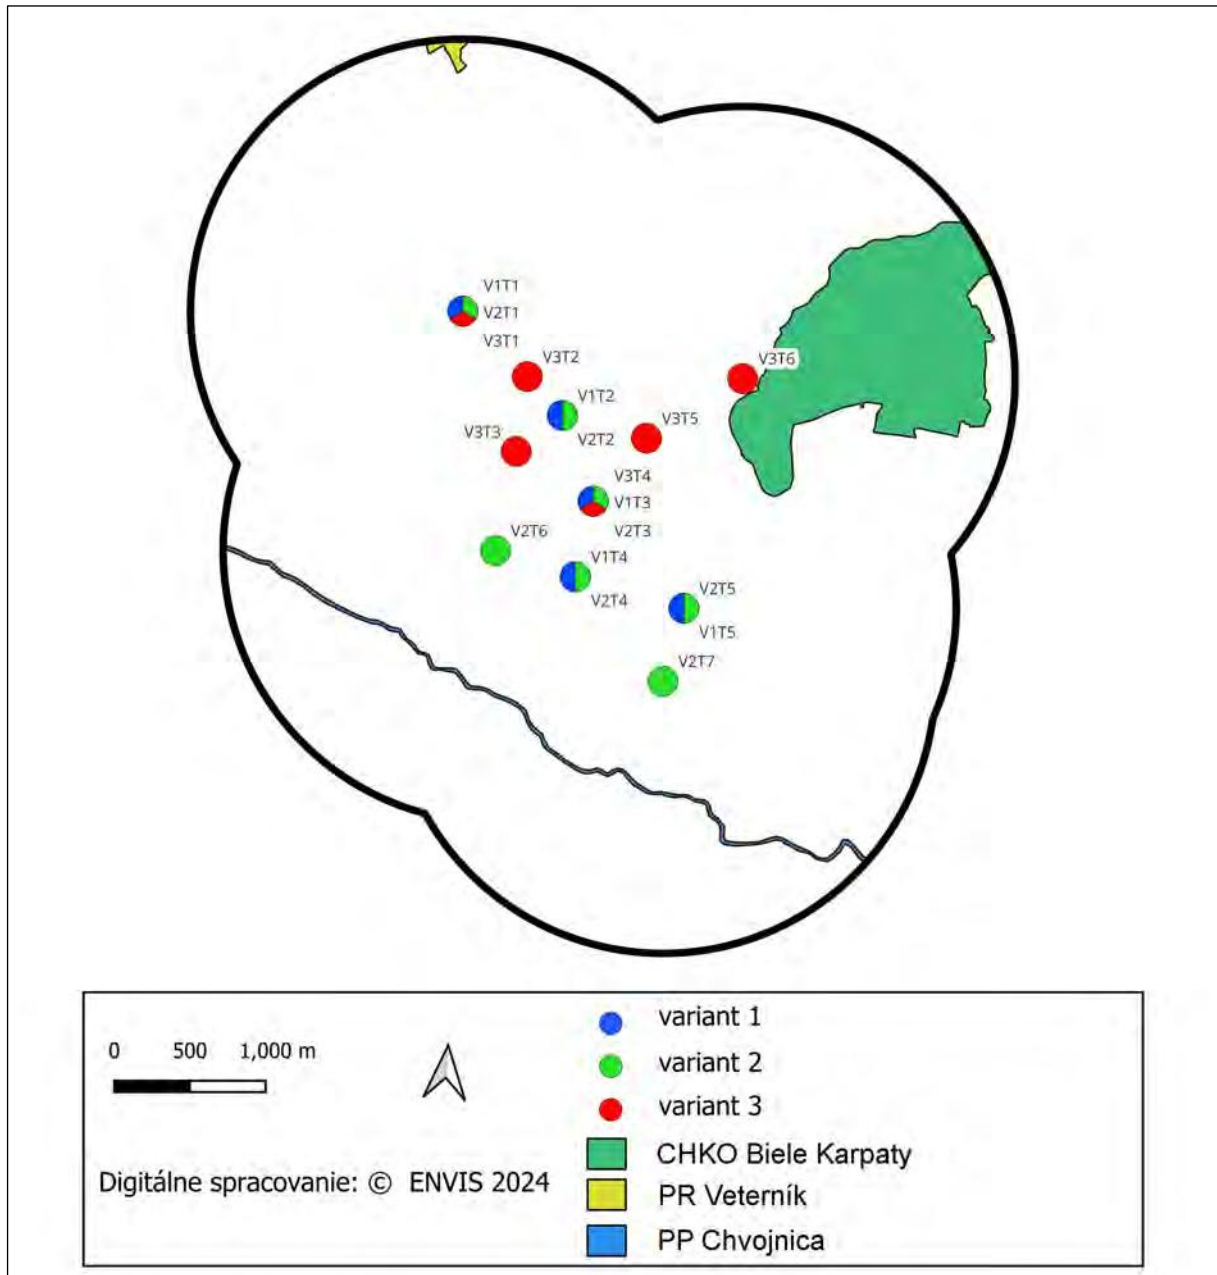 V1T1
V2T1
V3T1
V3T2
V3T6
V1T2
V3T5
V3T3
V2T2
V3T4
V1T3
V2T3
V2T6
V1T4
V2T4
V2T5
V1T5
V2T7
0 500 1,000 m
Digitálne spracovanie: © ENVIS 2024
variant 1
variant 2
variant 3
CHKO Biele Karpaty
PR Veterník
PP Chvojnica